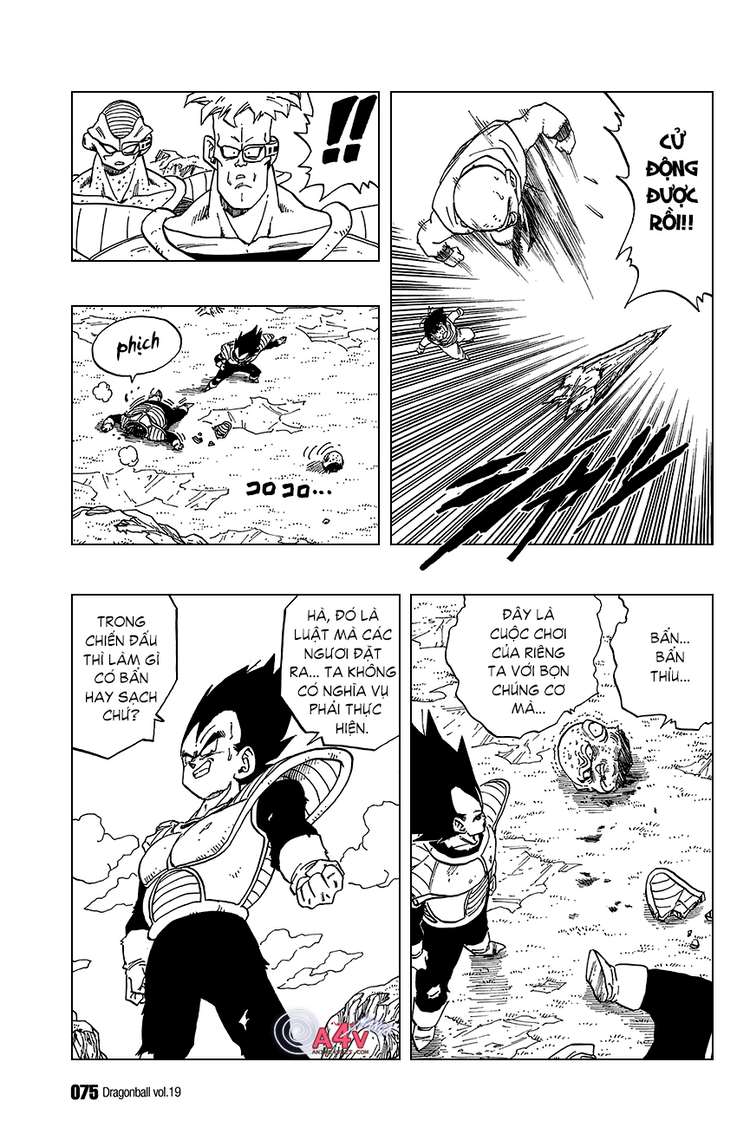 CỬ
ĐỘNG
ĐƯỢC
RỒI!!
!!
phịch
コロコロ...
BẨN...
BẨN
THỈU,
ĐÂY LÀ
CUỘC CHƠI
CỦA RIÊNG
TA VỚI BỌN
CHÚNG CƠ
MÀ...
HẢ, ĐÓ LÀ
LUẬT MÀ CÁC
NGƯƠI ĐẶT
RA... TA KHÔNG
CÓ NGHĨA VỤ
PHẢI THỰC
HIỆN.
TRONG
CHIẾN ĐẤU
THÌ LÀM GÌ
CÓ BẨN
HAY SẠCH
CHỨ?
A4V
075 Dragonball vol.19